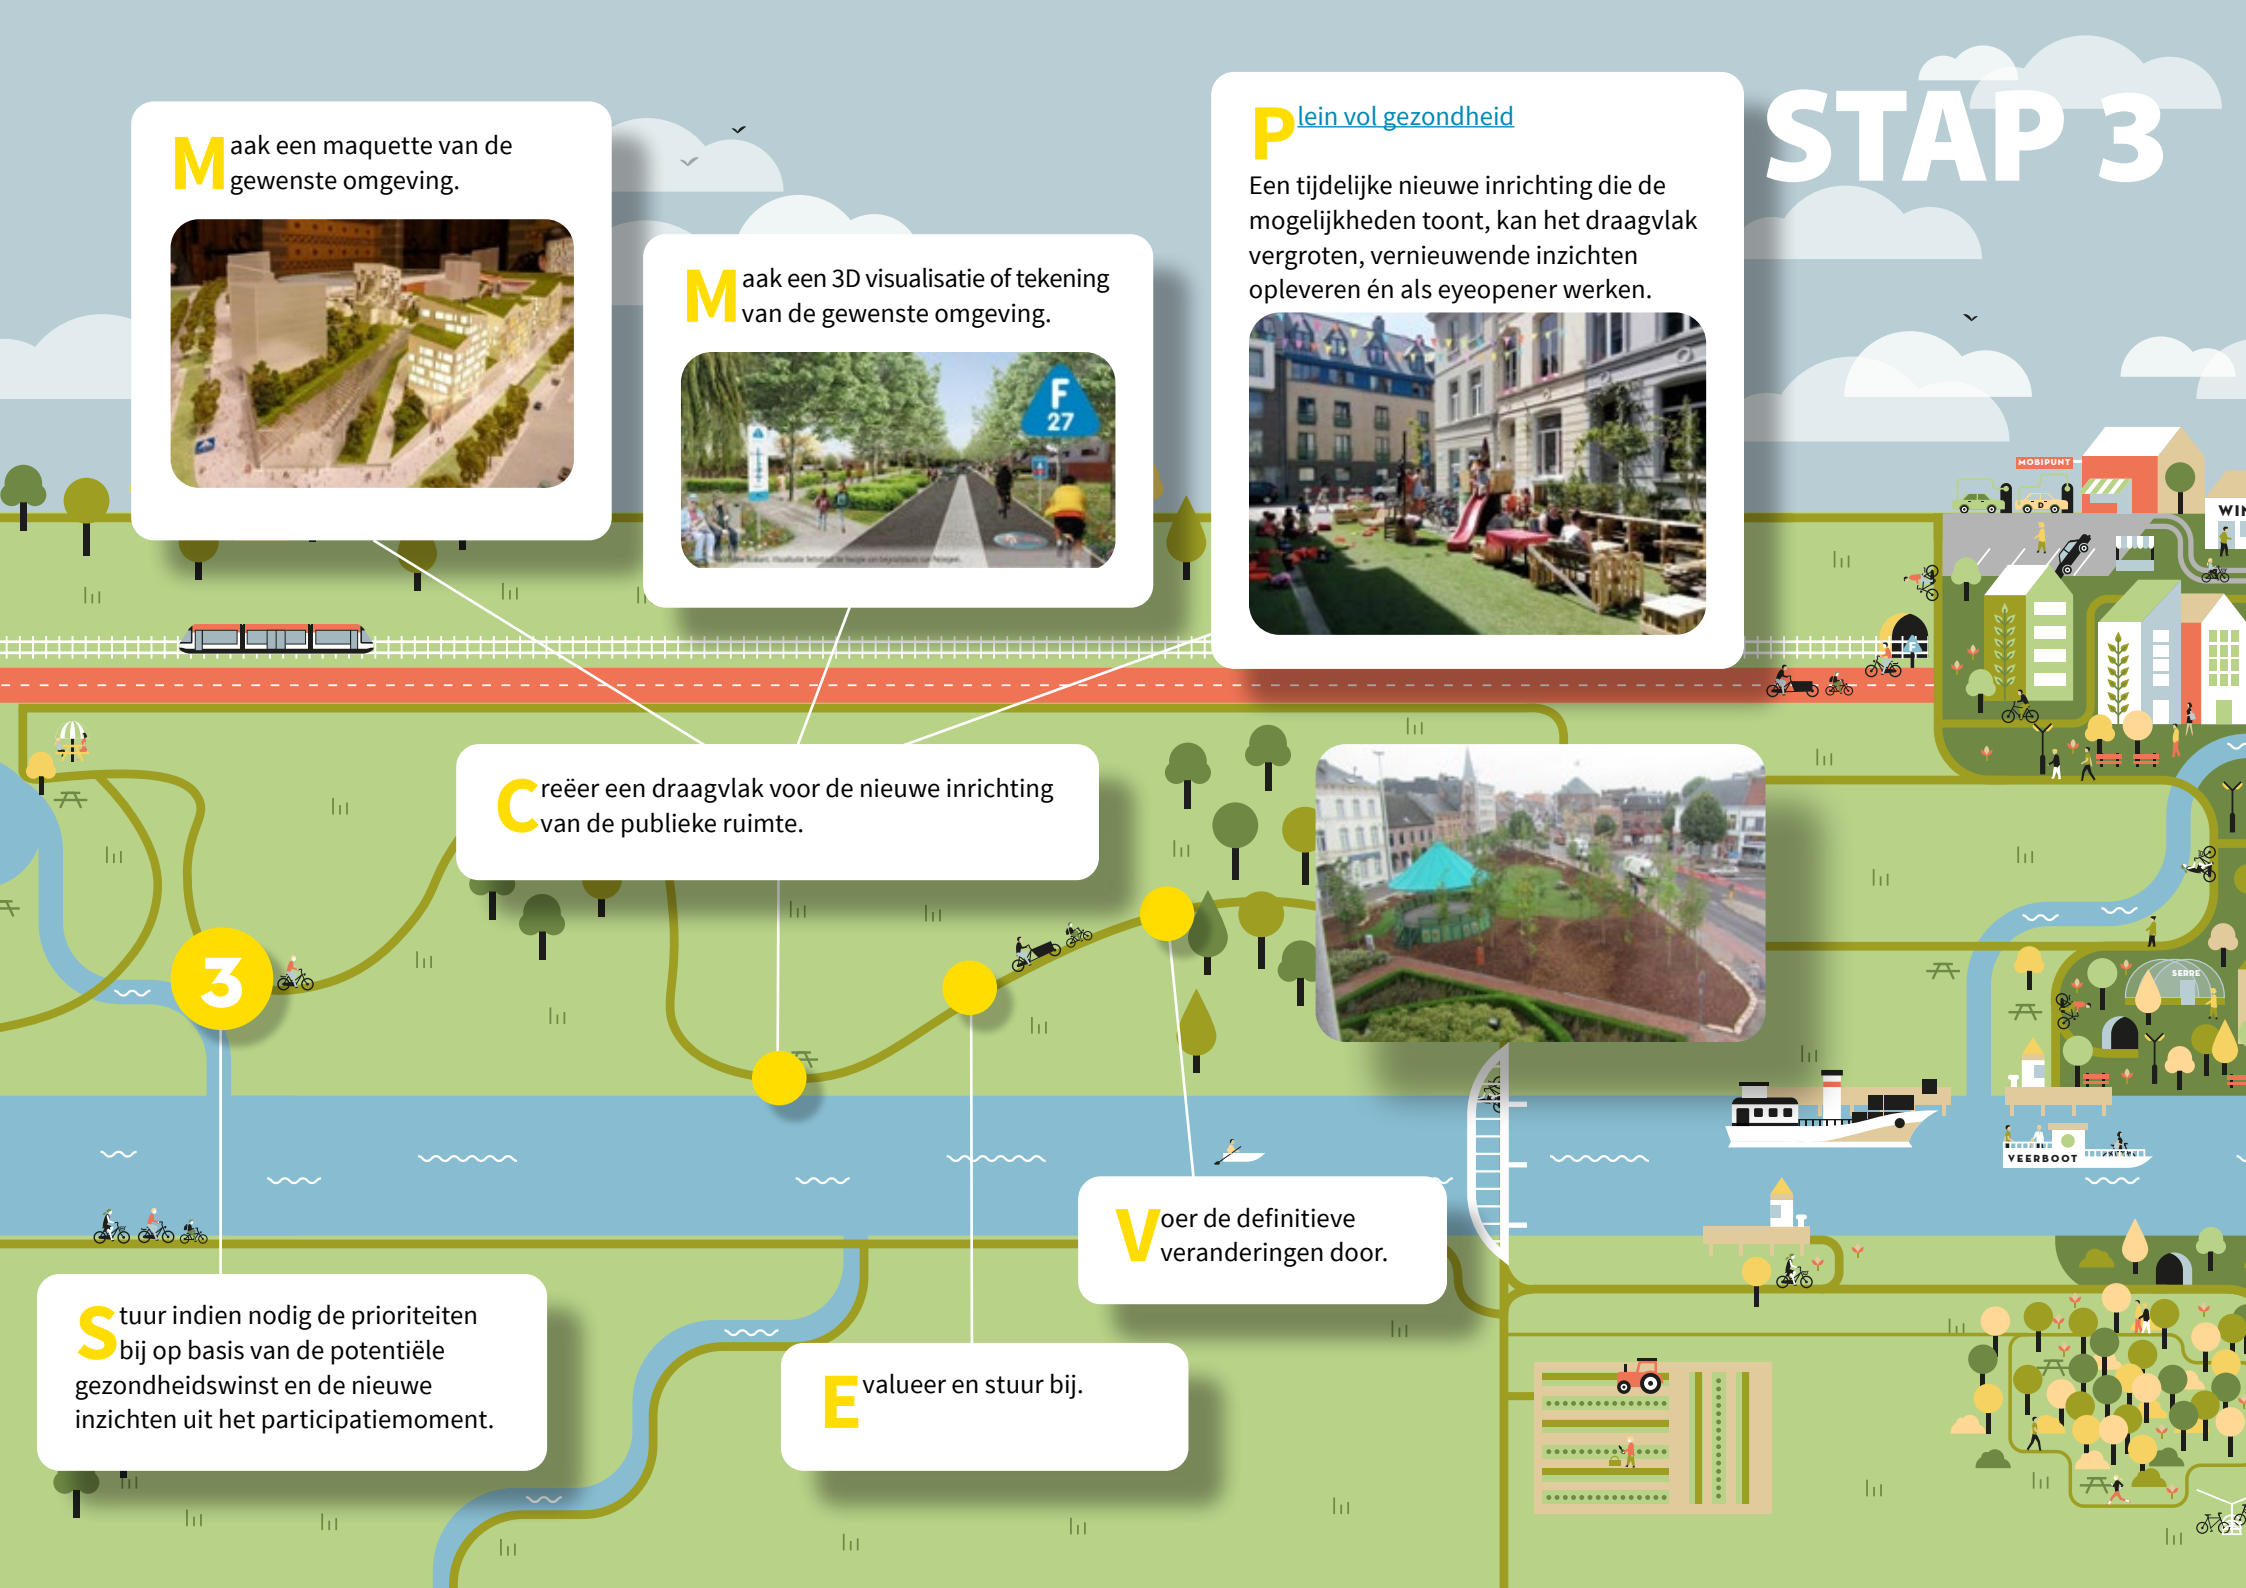 STAP 3
Maak een maquette van de
gewenste omgeving.
Maak een 3D visualisatie of tekening
van de gewenste omgeving.
F
27
Plein vol gezondheid
Een tijdelijke nieuwe inrichting die de
mogelijkheden toont, kan het draagvlak
vergroten, vernieuwende inzichten
opleveren én als eyeopener werken.
MOBIPUNT
D
WIN
F
Creëer een draagvlak voor de nieuwe inrichting
van de publieke ruimte.
3
SERRE
VEERBOOT
Voer de definitieve
veranderingen door.
Stuur indien nodig de prioriteiten
bij op basis van de potentiële
gezondheidswinst en de nieuwe
inzichten uit het participatiemoment.
Evalueer en stuur bij.